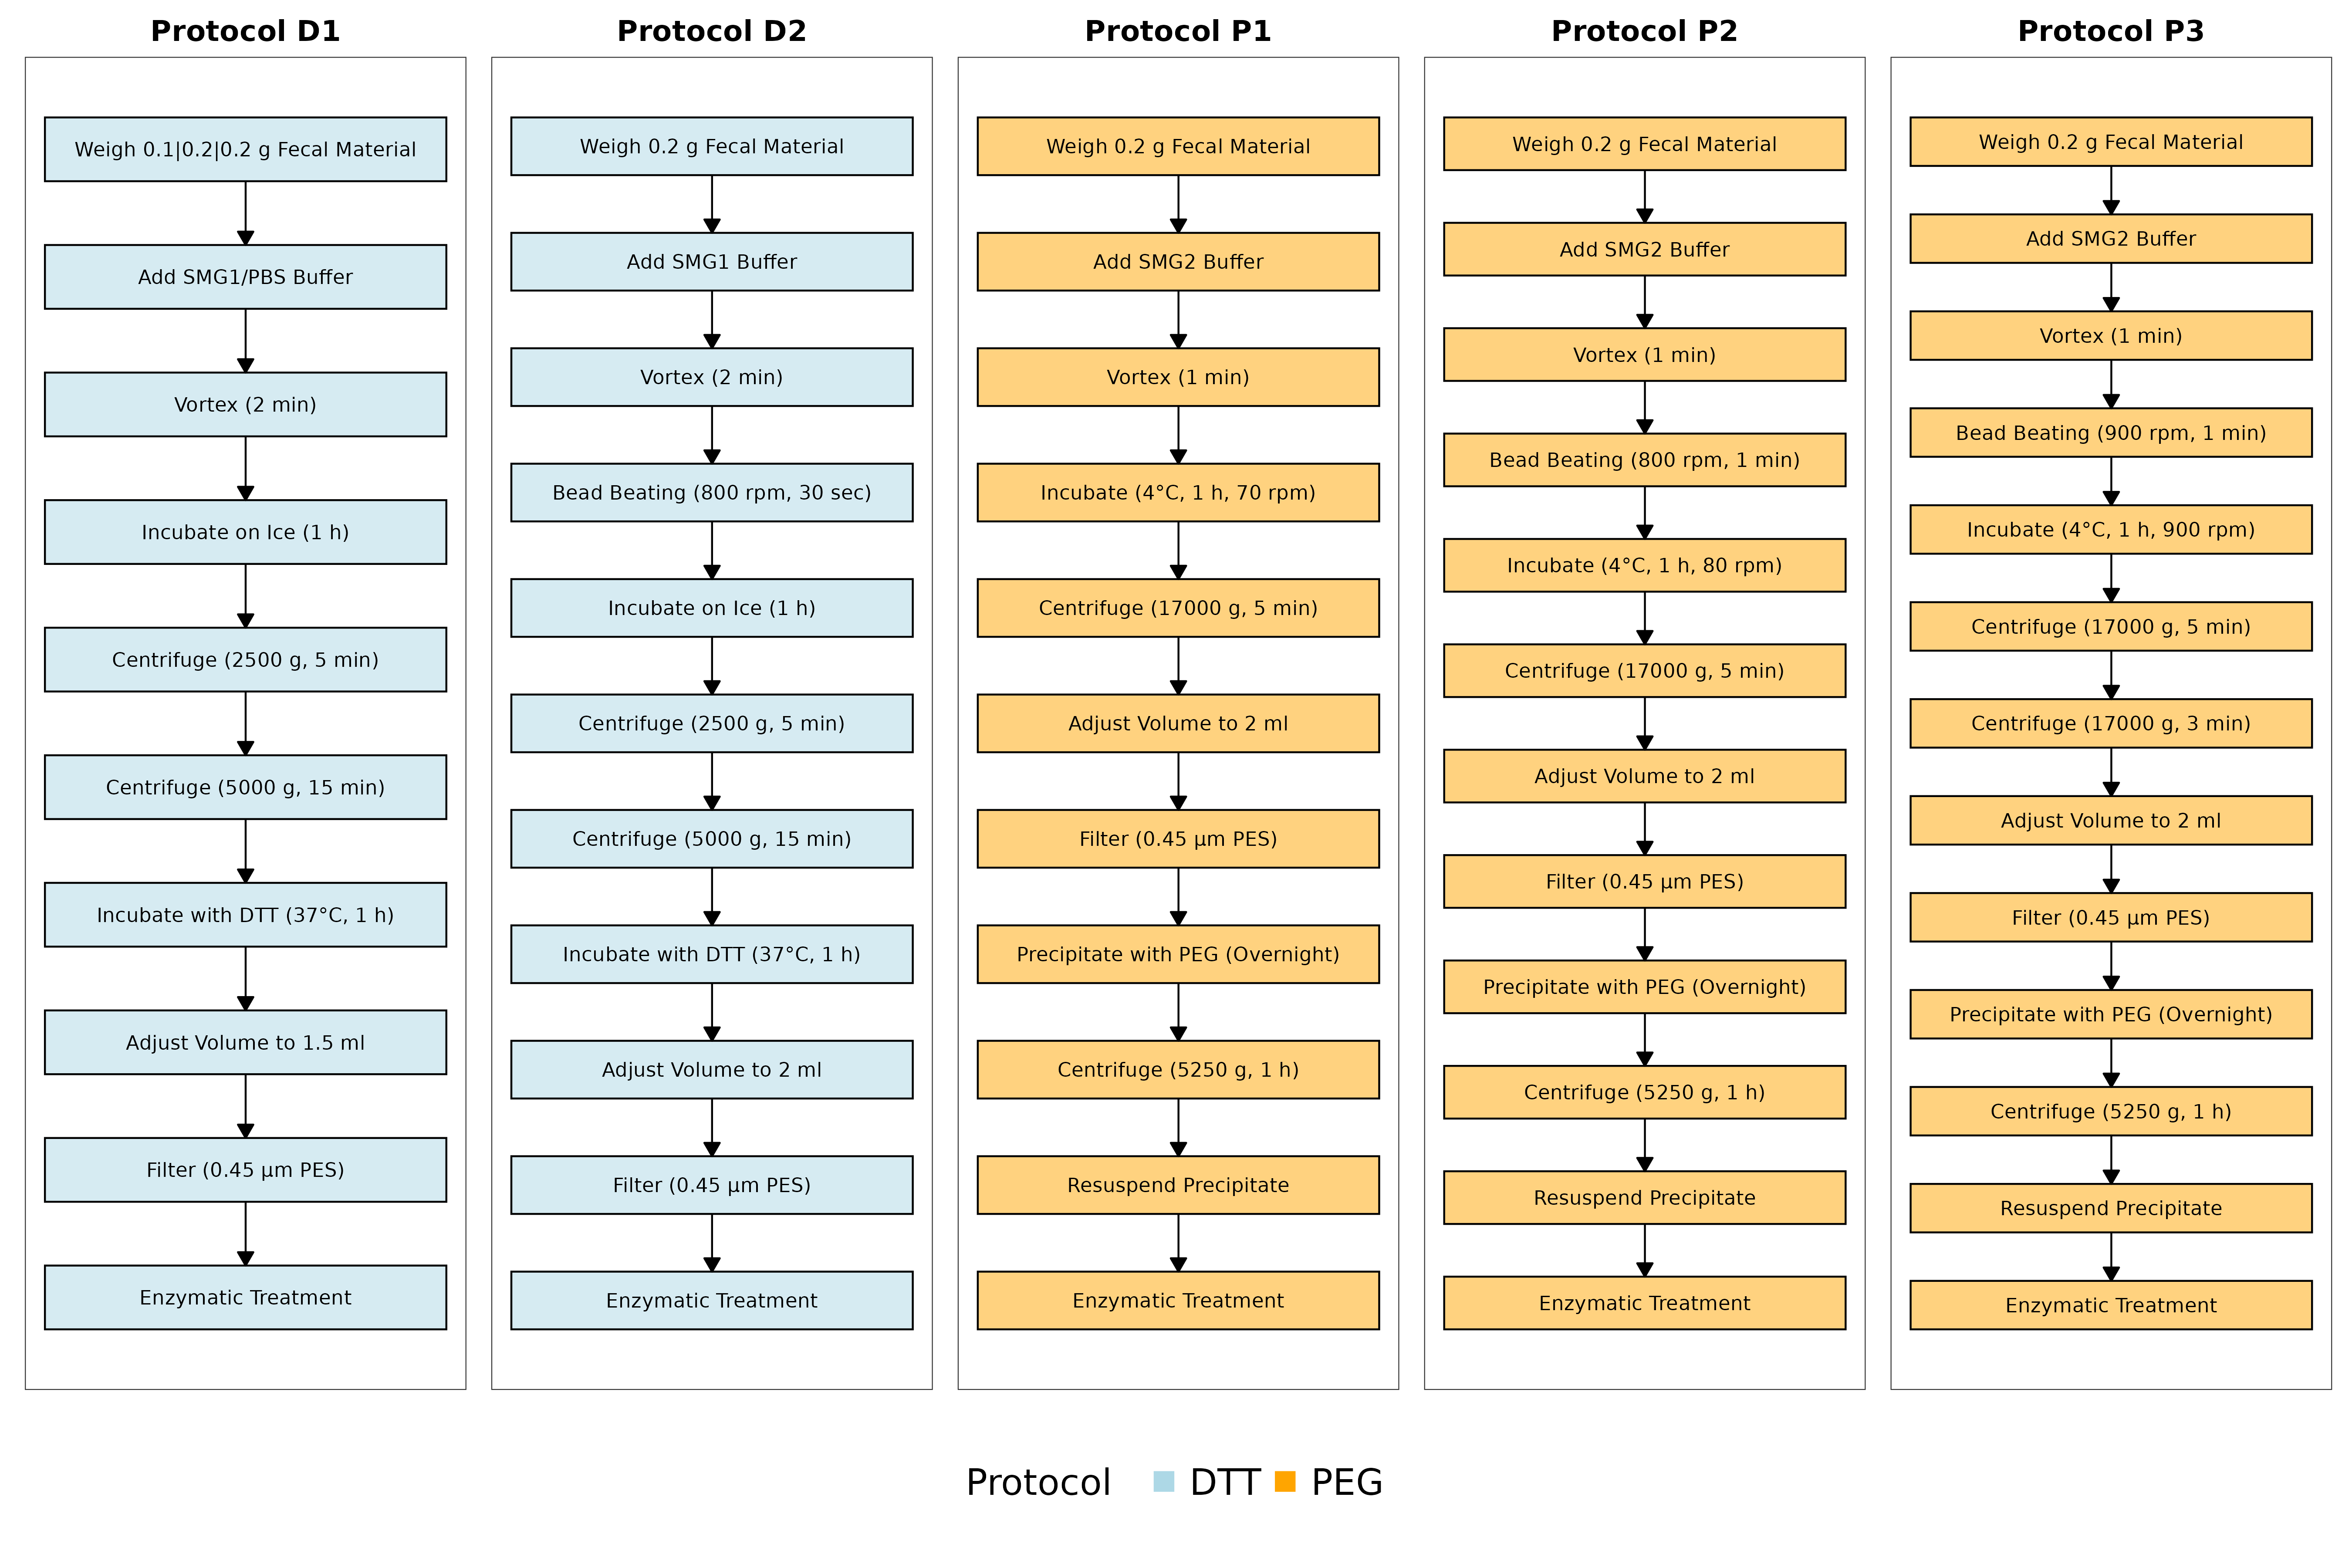 Protocol D1
Weigh 0.1|0.2|0.2 g Fecal Material
Add SMG1/PBS Buffer
Vortex (2 min)
Incubate on Ice (1 h)
Centrifuge (2500 g, 5 min)
Centrifuge (5000 g, 15 min)
Incubate with DTT (37°C, 1 h)
Adjust Volume to 1.5 ml
Filter (0.45 µm PES)
Enzymatic Treatment
Protocol D2
Weigh 0.2 g Fecal Material
Add SMG1 Buffer
Vortex (2 min)
Bead Beating (800 rpm, 30 sec)
Incubate on Ice (1 h)
Centrifuge (2500 g, 5 min)
Centrifuge (5000 g, 15 min)
Incubate with DTT (37°C, 1 h)
Adjust Volume to 2 ml
Filter (0.45 µm PES)
Enzymatic Treatment
Protocol P1
Weigh 0.2 g Fecal Material
Add SMG2 Buffer
Vortex (1 min)
Incubate (4°C, 1 h, 70 rpm)
Centrifuge (17000 g, 5 min)
Adjust Volume to 2 ml
Filter (0.45 µm PES)
Precipitate with PEG (Overnight)
Centrifuge (5250 g, 1 h)
Resuspend Precipitate
Enzymatic Treatment
Protocol P2
Weigh 0.2 g Fecal Material
Add SMG2 Buffer
Vortex (1 min)
Bead Beating (800 rpm, 1 min)
Incubate (4°C, 1 h, 80 rpm)
Centrifuge (17000 g, 5 min)
Adjust Volume to 2 ml
Filter (0.45 µm PES)
Precipitate with PEG (Overnight)
Centrifuge (5250 g, 1 h)
Resuspend Precipitate
Enzymatic Treatment
Protocol P3
Weigh 0.2 g Fecal Material
Add SMG2 Buffer
Vortex (1 min)
Bead Beating (900 rpm, 1 min)
Incubate (4°C, 1 h, 900 rpm)
Centrifuge (17000 g, 5 min)
Centrifuge (17000 g, 3 min)
Adjust Volume to 2 ml
Filter (0.45 µm PES)
Precipitate with PEG (Overnight)
Centrifuge (5250 g, 1 h)
Resuspend Precipitate
Enzymatic Treatment
Protocol DTT PEG